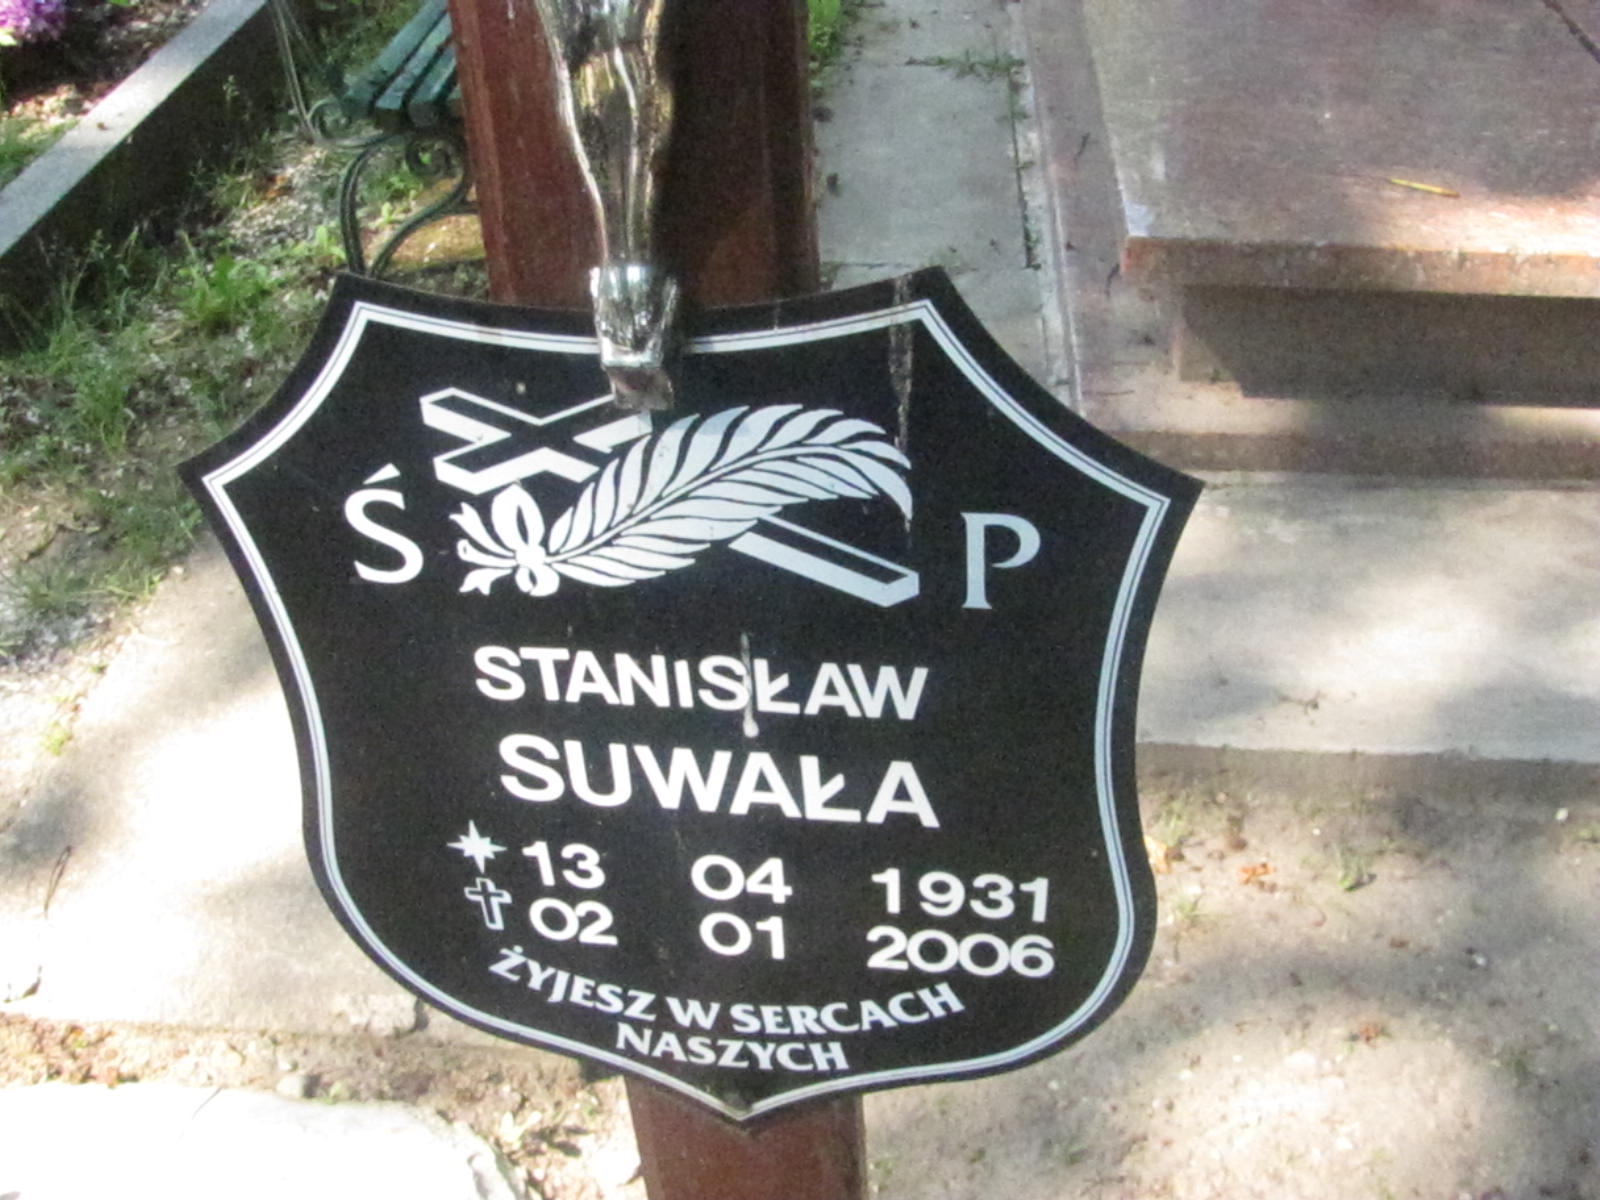 Ś P
STANISŁAW
SUWAŁA
13 04 1931
02 01 2006
ŻYJESZ W SERCACH
NASZYCH